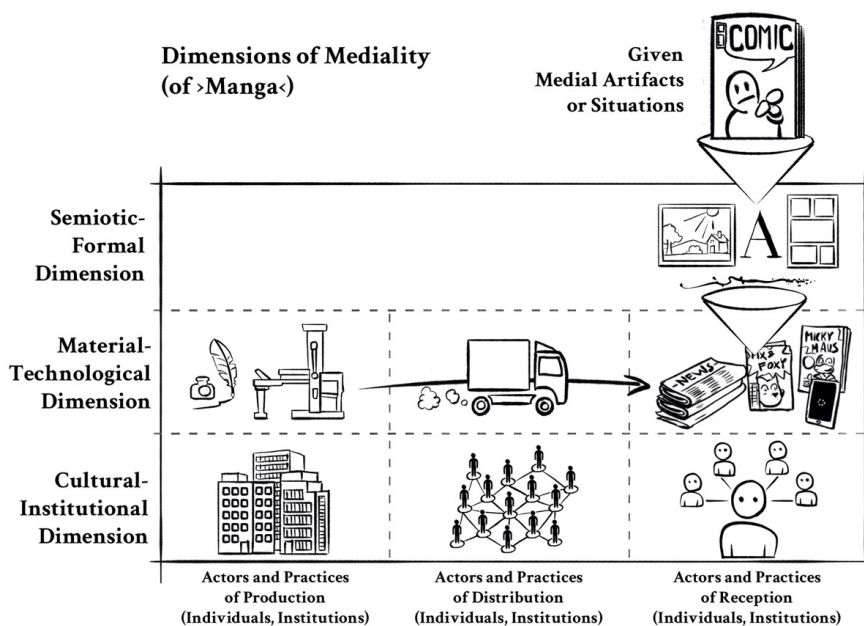 Dimensions of Mediality
(of ›Manga‹)
Given
Medial Artifacts
or Situations
COMIC
Semiotic-
Formal
Dimension
A
Material-
Technological
Dimension
NEWS
FOXY
MICKY
MAUS
Cultural-
Institutional
Dimension
Actors and Practices
of Production
(Individuals, Institutions)
Actors and Practices
of Distribution
(Individuals, Institutions)
Actors and Practices
of Reception
(Individuals, Institutions)